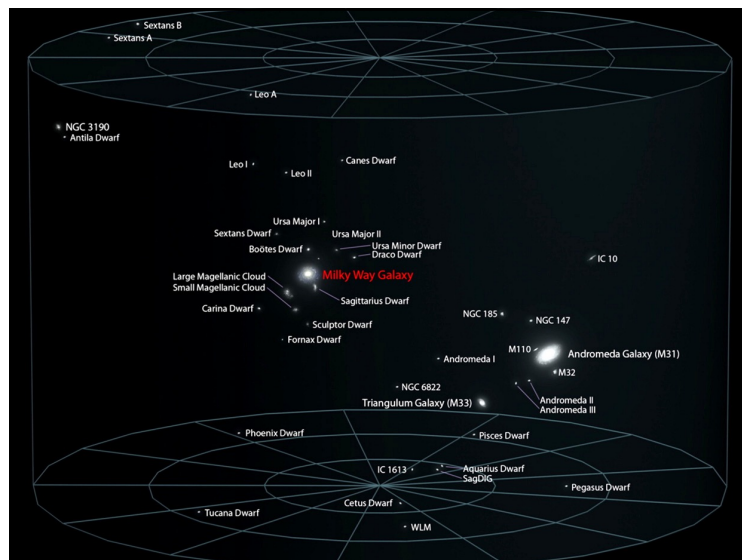 Sextans B
Sextans A
Leo A
NGC 3190
Antila Dwarf
Canes Dwarf
Leo I
Leo II
Ursa Major I
Sextans Dwarf
Ursa Major II
Boötes Dwarf
Ursa Minor Dwarf
Draco Dwarf
IC 10
Milky Way Galaxy
Large Magellanic Cloud
Small Magellanic Cloud
Sagittarius Dwarf
Carina Dwarf
NGC 185
NGC 147
Sculptor Dwarf
Fornax Dwarf
M110
Andromeda Galaxy (M31)
Andromeda I
M32
NGC 6822
Andromeda II
Triangulum Galaxy (M33)
Andromeda III
Phoenix Dwarf
Pisces Dwarf
IC 1613
Aquarius Dwarf
SagDIG
Pegasus Dwarf
Cetus Dwarf
Tucana Dwarf
WLM